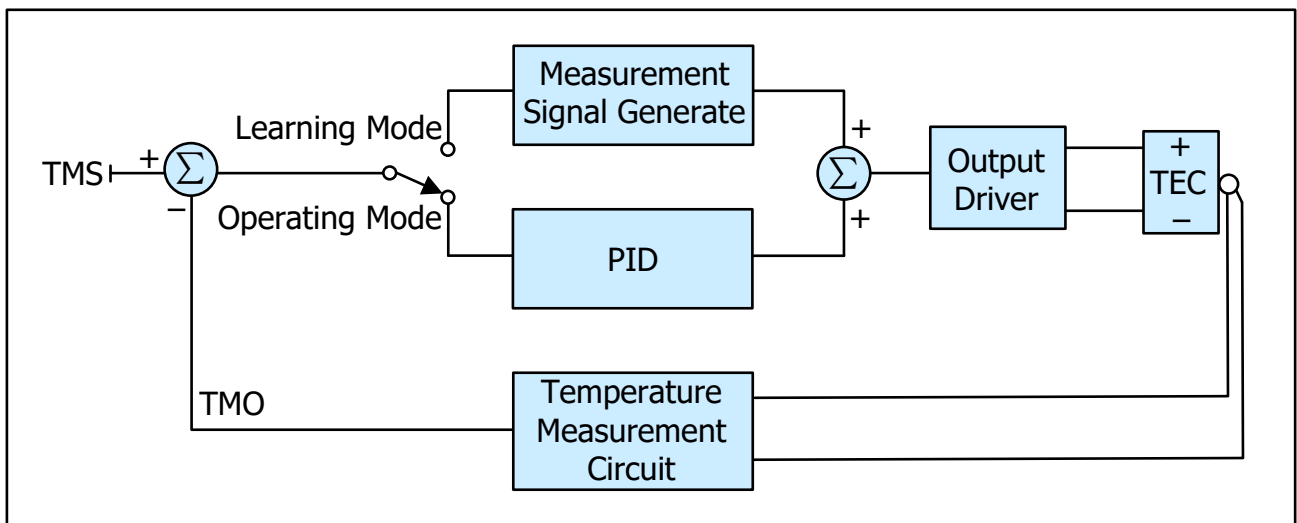 Measurement
Signal Generate
Learning Mode
+
TMS
+
Σ
−
Operating Mode
PID
Σ
+
Output
Driver
+
TEC
−
TMO
Temperature
Measurement
Circuit